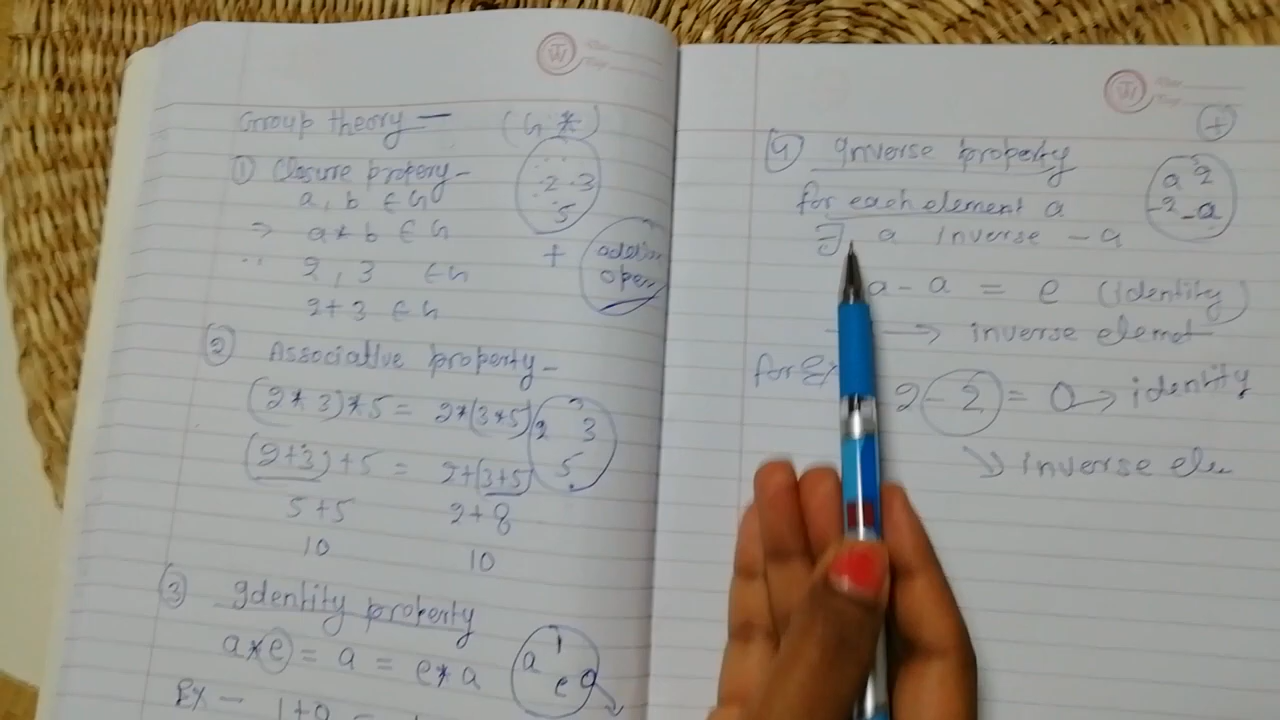 Group theory — (G *)
① Closure propery -
a, b ∈ G
2 3
5
⇒ a * b ∈ G
∵ 2, 3 ∈ G
+ addition
open
2+3 ∈ G
② Associative property -
(2*3)*5 = 2*(3*5)
2 3
5
(2+3)+5 = 2+(3+5)
5+5 2+8
10 10
③ Identity property
a*e = a = e*a
a 1
e 0
Ex —
④ Inverse property
+
for each element a
a 2
-2 -a
∃ a inverse -a
a - a = e (identity)
→ inverse elemet
for Ex
2 - 2 = 0 → identity
↘ inverse ele